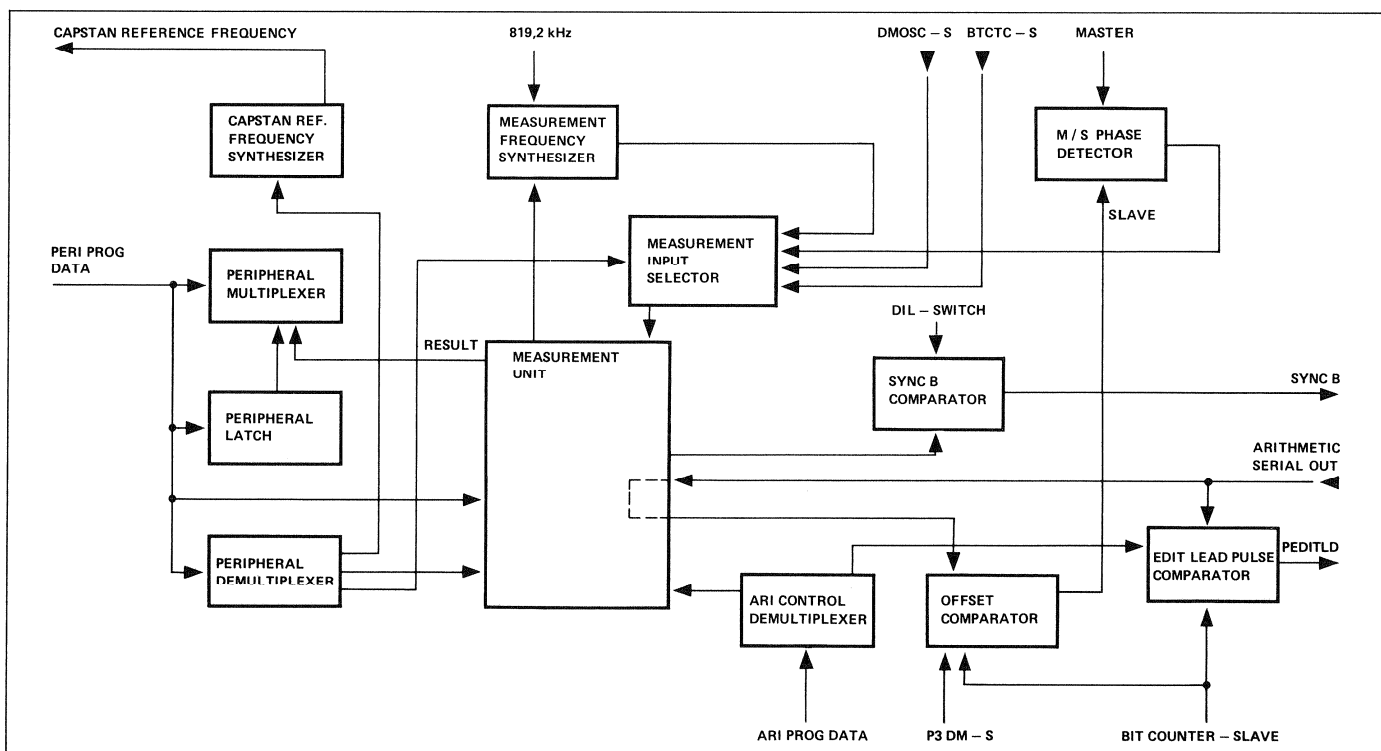 CAPSTAN REFERENCE FREQUENCY
819,2 kHz
DMOSC – S
BTCTC – S
MASTER
CAPSTAN REF.
FREQUENCY
SYNTHESIZER
MEASUREMENT
FREQUENCY
SYNTHESIZER
M / S PHASE
DETECTOR
SLAVE
PERI PROG
DATA
PERIPHERAL
MULTIPLEXER
MEASUREMENT
INPUT
SELECTOR
DIL – SWITCH
RESULT
MEASUREMENT
UNIT
SYNC B
COMPARATOR
SYNC B
PERIPHERAL
LATCH
ARITHMETIC
SERIAL OUT
PERIPHERAL
DEMULTIPLEXER
ARI CONTROL
DEMULTIPLEXER
OFFSET
COMPARATOR
EDIT LEAD PULSE
COMPARATOR
PEDITLD
ARI PROG DATA
P3 DM – S
BIT COUNTER – SLAVE